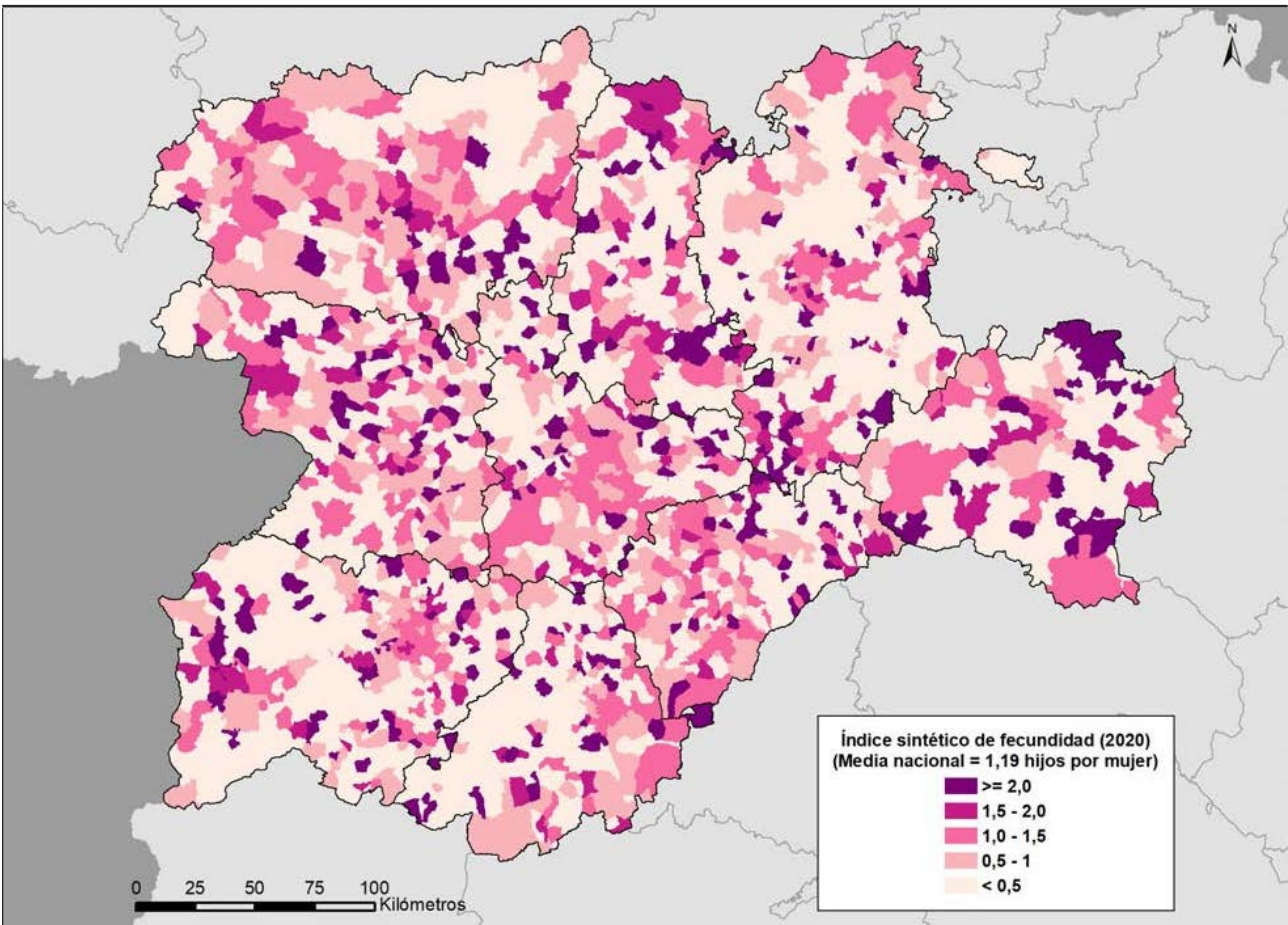 N
Índice sintético de fecundidad (2020)
(Media nacional = 1,19 hijos por mujer)
>= 2,0
1,5 - 2,0
1,0 - 1,5
0,5 - 1
< 0,5
0 25 50 75 100
Kilómetros